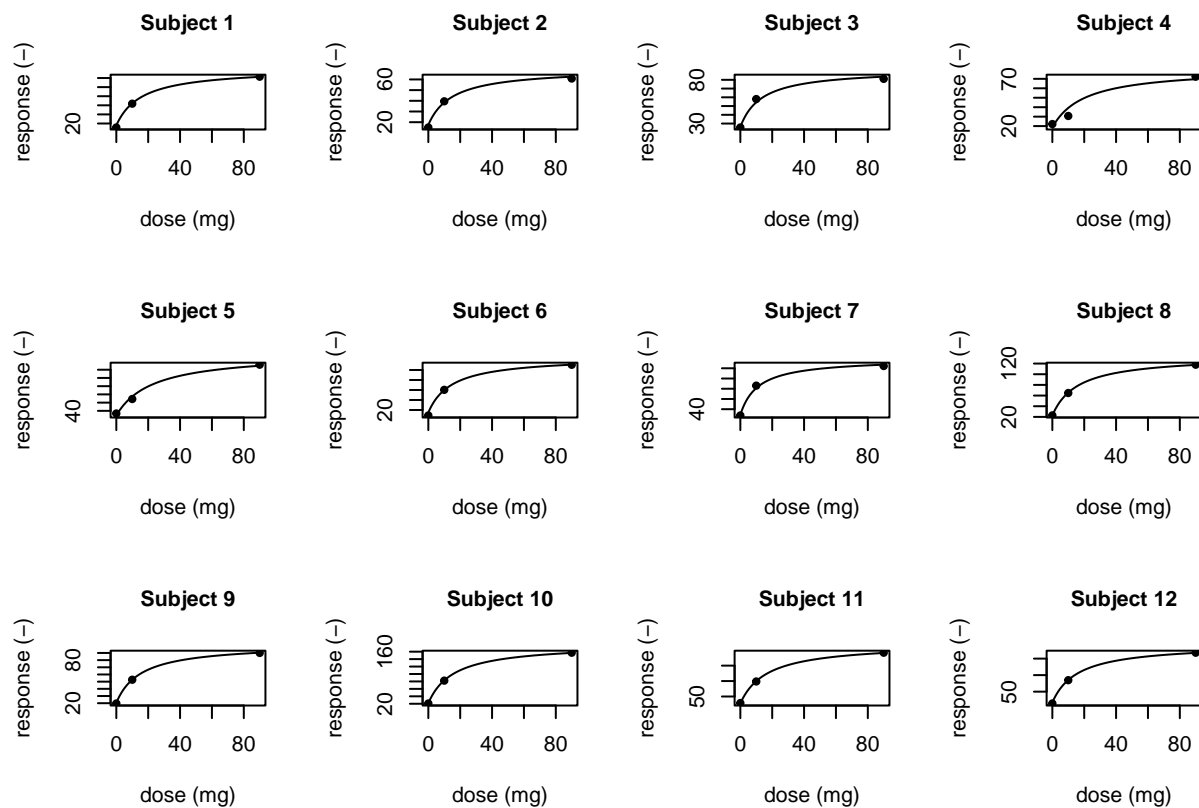 Subject 1 Subject 2 Subject 3 Subject 4
response (−) 20 response (−) 20 60 response (−) 30 80 response (−) 20 70
0 40 80 0 40 80 0 40 80 0 40 80
dose (mg) dose (mg) dose (mg) dose (mg)
Subject 5 Subject 6 Subject 7 Subject 8
response (−) 40 response (−) 20 response (−) 40 response (−) 20 120
0 40 80 0 40 80 0 40 80 0 40 80
dose (mg) dose (mg) dose (mg) dose (mg)
Subject 9 Subject 10 Subject 11 Subject 12
response (−) 20 80 response (−) 20 160 response (−) 50 response (−) 50
0 40 80 0 40 80 0 40 80 0 40 80
dose (mg) dose (mg) dose (mg) dose (mg)